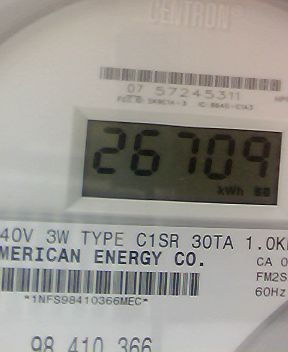 CENTRON
07 57245311
26709
kWh
40V 3W TYPE C1SR 30TA 1.0K
MERICAN ENERGY CO.
CA 0
FM2S
60Hz
*1NFS98410366MEC*
98 410 366